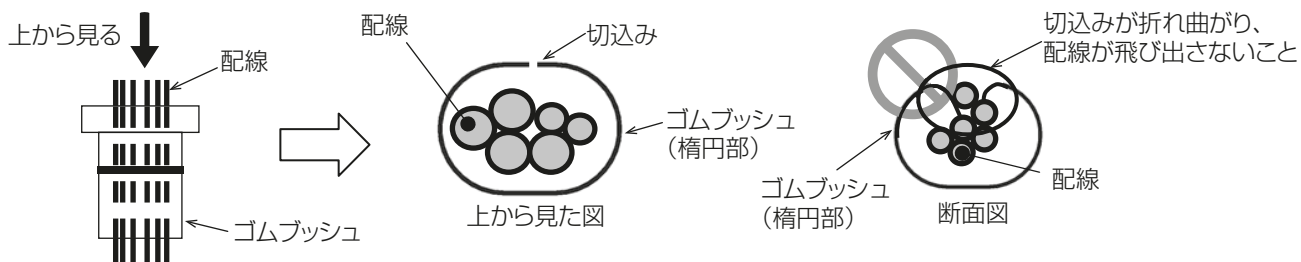 上から見る
配線
ゴムブッシュ
配線
切込み
ゴムブッシュ
（楕円部）
上から見た図
切込みが折れ曲がり、
配線が飛び出さないこと
ゴムブッシュ
（楕円部）
配線
断面図